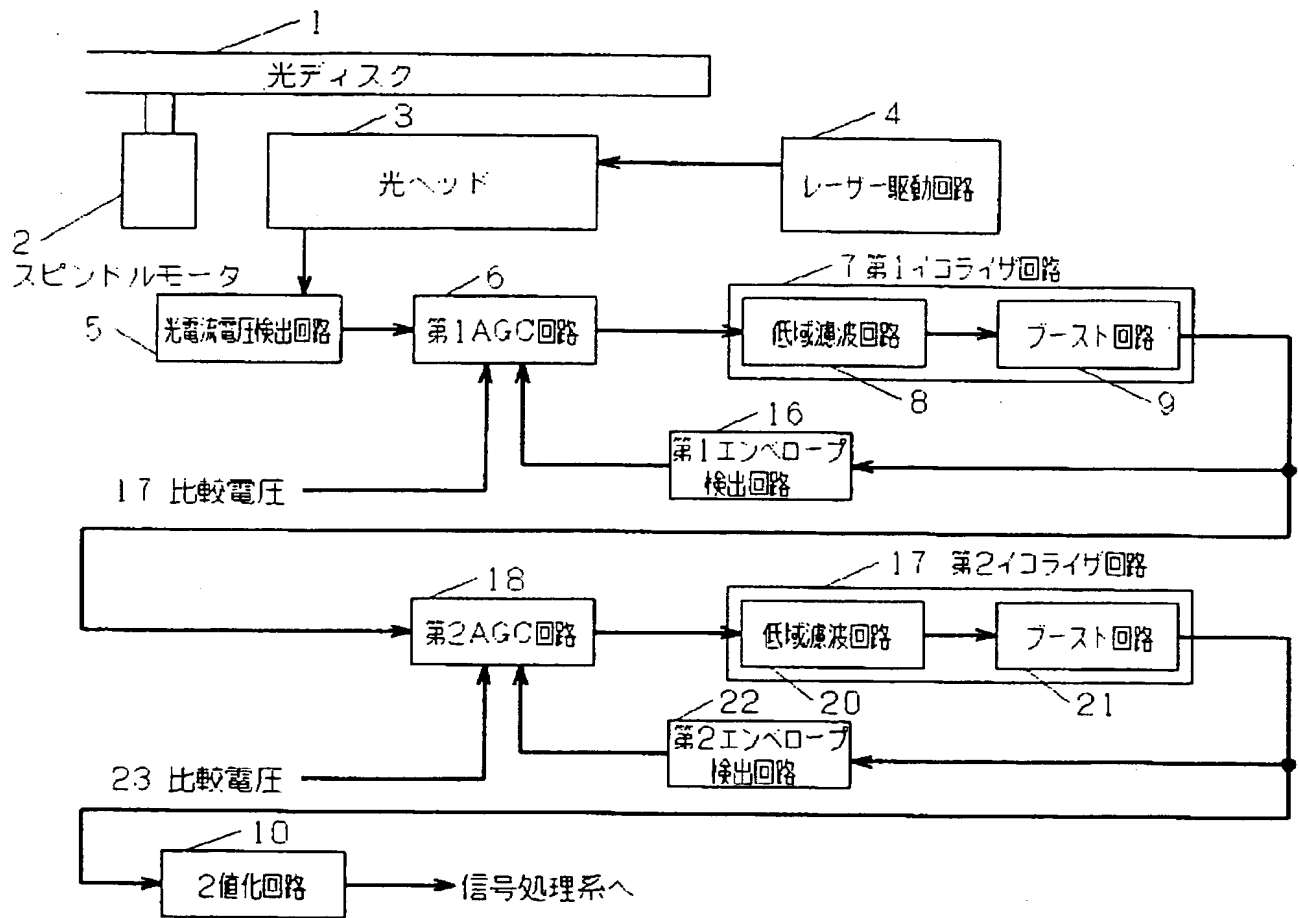 1
光ディスク
3
4
光ヘッド
レーザー駆動回路
2
スピンドルモータ
5
光電流電圧検出回路
6
第1AGC回路
7 第1イコライザ回路
低域濾波回路
ブースト回路
8
9
16
第1エンベロープ
検出回路
17 比較電圧
18
第2AGC回路
17 第2イコライザ回路
低域濾波回路
ブースト回路
20
21
22
第2エンベロープ
検出回路
23 比較電圧
10
2値化回路
信号処理系へ